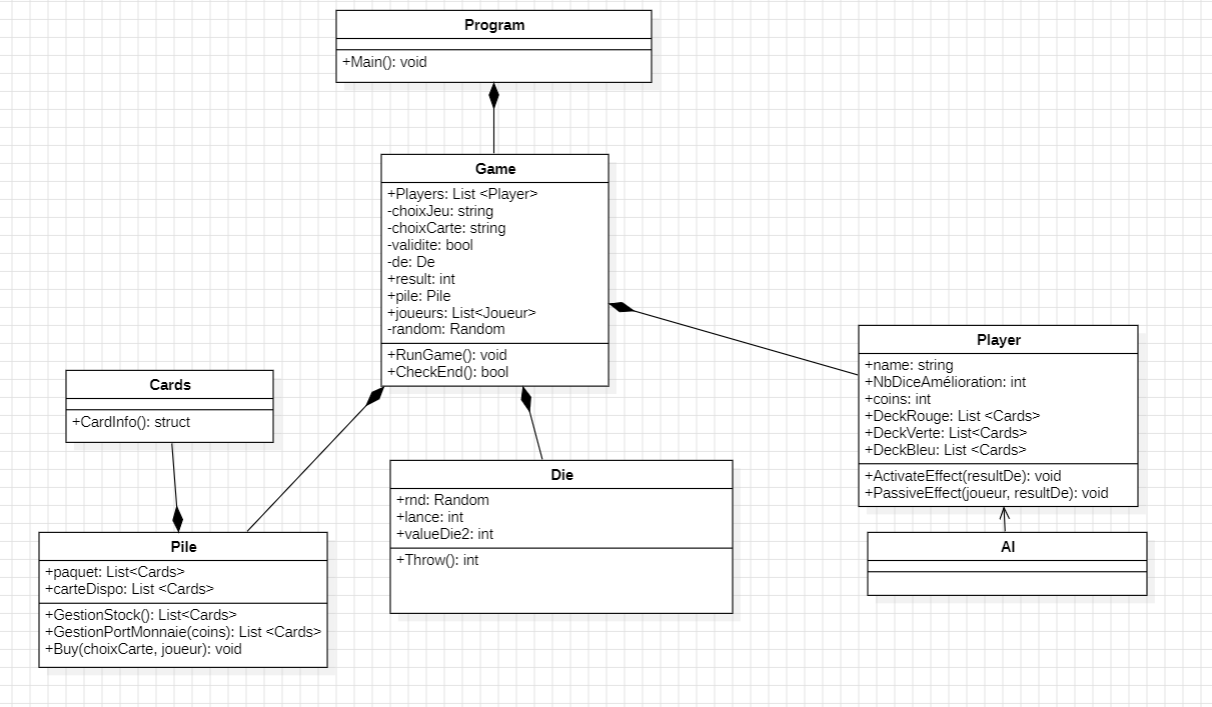 Program
+Main(): void
Game
+Players: List <Player>
-choixJeu: string
-choixCarte: string
-validite: bool
-de: De
+result: int
+pile: Pile
+joueurs: List<Joueur>
-random: Random
+RunGame(): void
+CheckEnd(): bool
Player
+name: string
+NbDiceAmélioration: int
+coins: int
+DeckRouge: List <Cards>
+DeckVerte: List<Cards>
+DeckBleu: List <Cards>
+ActivateEffect(resultDe): void
+PassiveEffect(joueur, resultDe): void
Cards
+CardInfo(): struct
Die
+rnd: Random
+lance: int
+valueDie2: int
+Throw(): int
Pile
+paquet: List<Cards>
+carteDispo: List <Cards>
+GestionStock(): List<Cards>
+GestionPortMonnaie(coins): List <Cards>
+Buy(choixCarte, joueur): void
AI